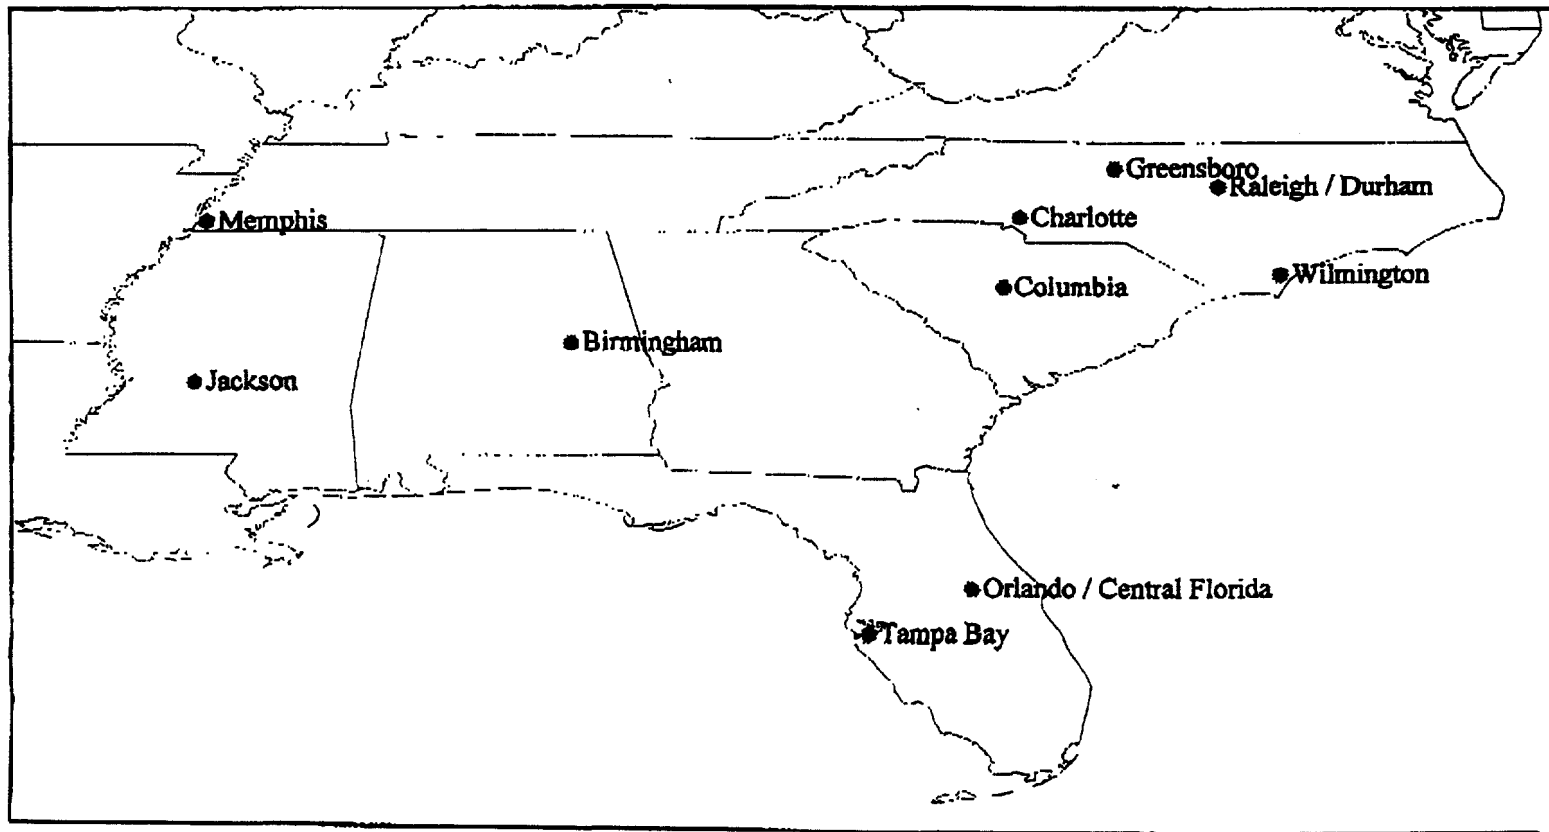 Greensboro
Raleigh / Durham
Memphis
Charlotte
Wilmington
Columbia
Birmingham
Jackson
Orlando / Central Florida
Tampa Bay